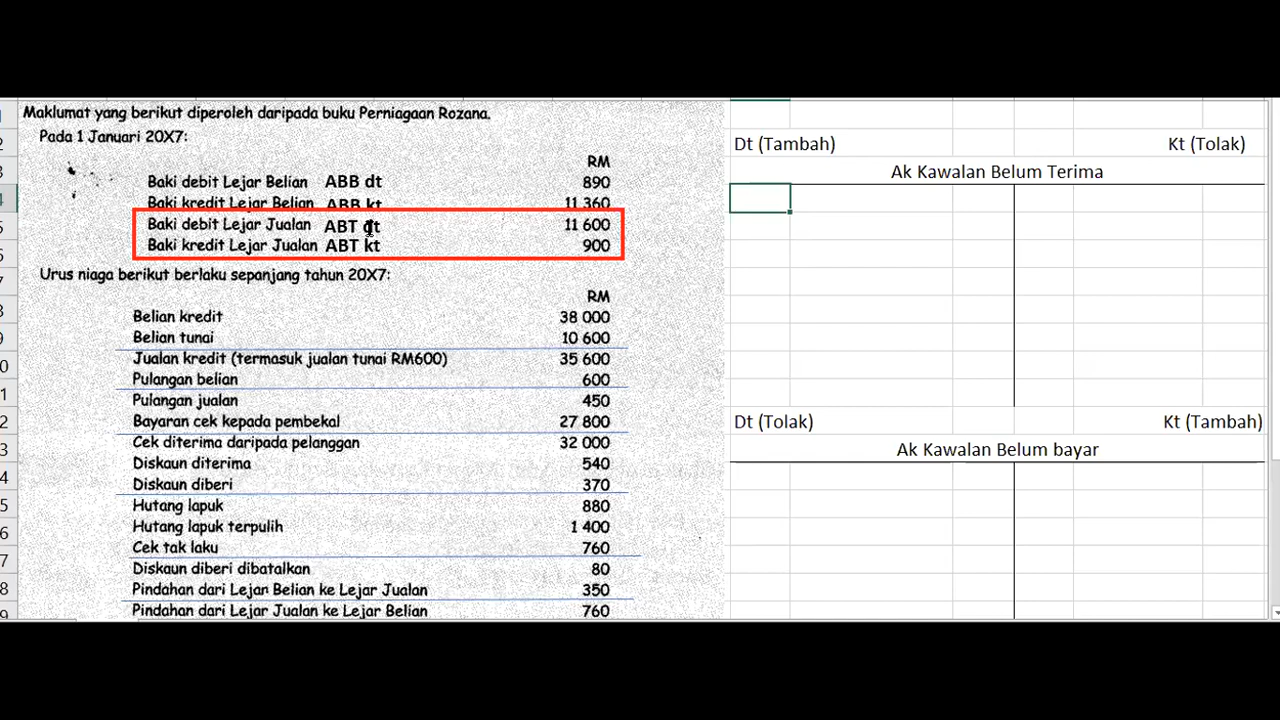 Maklumat yang berikut diperoleh daripada buku Perniagaan Rozana.
Pada 1 Januari 20X7:
RM
Baki debit Lejar Belian ABB dt 890
Baki kredit Lejar Belian ABB kt 11 360
Baki debit Lejar Jualan ABT dt 11 600
Baki kredit Lejar Jualan ABT kt 900
Urus niaga berikut berlaku sepanjang tahun 20X7:
RM
Belian kredit 38 000
Belian tunai 10 600
Jualan kredit (termasuk jualan tunai RM600) 35 600
Pulangan belian 600
Pulangan jualan 450
Bayaran cek kepada pembekal 27 800
Cek diterima daripada pelanggan 32 000
Diskaun diterima 540
Diskaun diberi 370
Hutang lapuk 880
Hutang lapuk terpulih 1 400
Cek tak laku 760
Diskaun diberi dibatalkan 80
Pindahan dari Lejar Belian ke Lejar Jualan 350
Pindahan dari Lejar Jualan ke Lejar Belian 760
Dt (Tambah) Kt (Tolak)
Ak Kawalan Belum Terima
Dt (Tolak) Kt (Tambah)
Ak Kawalan Belum bayar